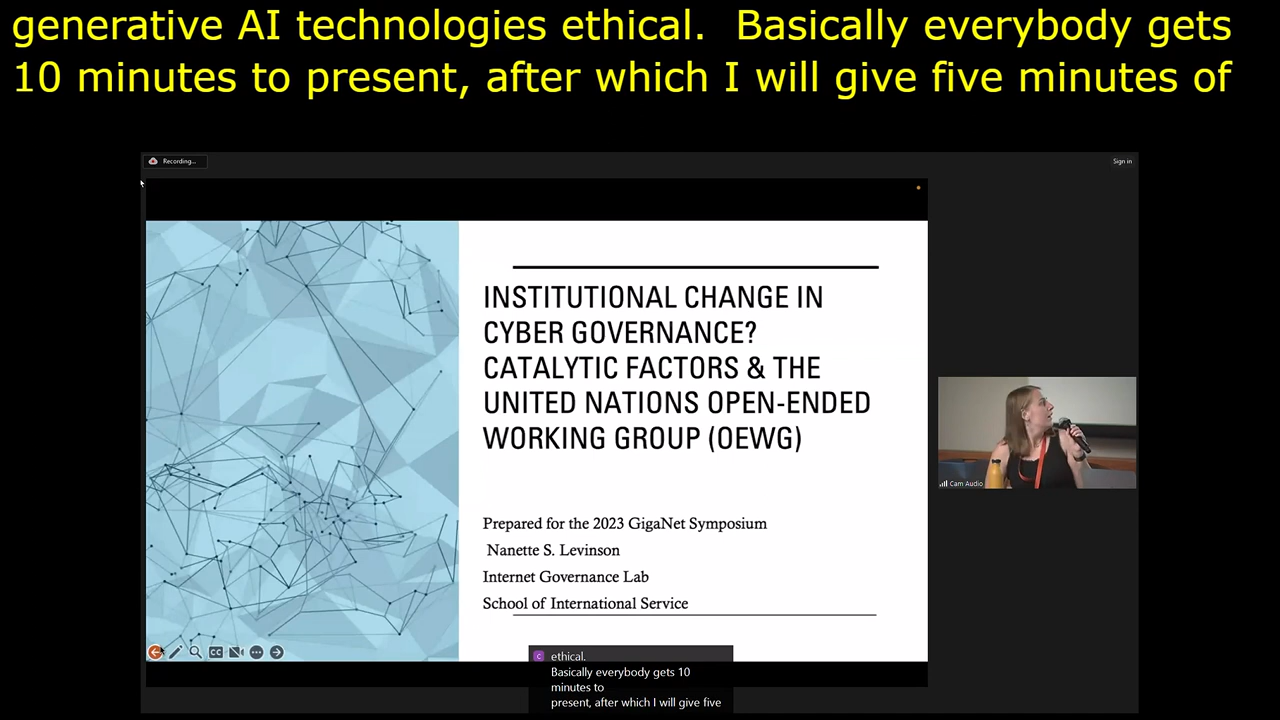 generative AI technologies ethical.  Basically everybody gets
10 minutes to present, after which I will give five minutes of
Recording...
Sign in
INSTITUTIONAL CHANGE IN
CYBER GOVERNANCE?
CATALYTIC FACTORS & THE
UNITED NATIONS OPEN-ENDED
WORKING GROUP (OEWG)
Prepared for the 2023 GigaNet Symposium
Nanette S. Levinson
Internet Governance Lab
School of International Service
Cam Audio
CC
C
ethical.
Basically everybody gets 10
minutes to
present, after which I will give five